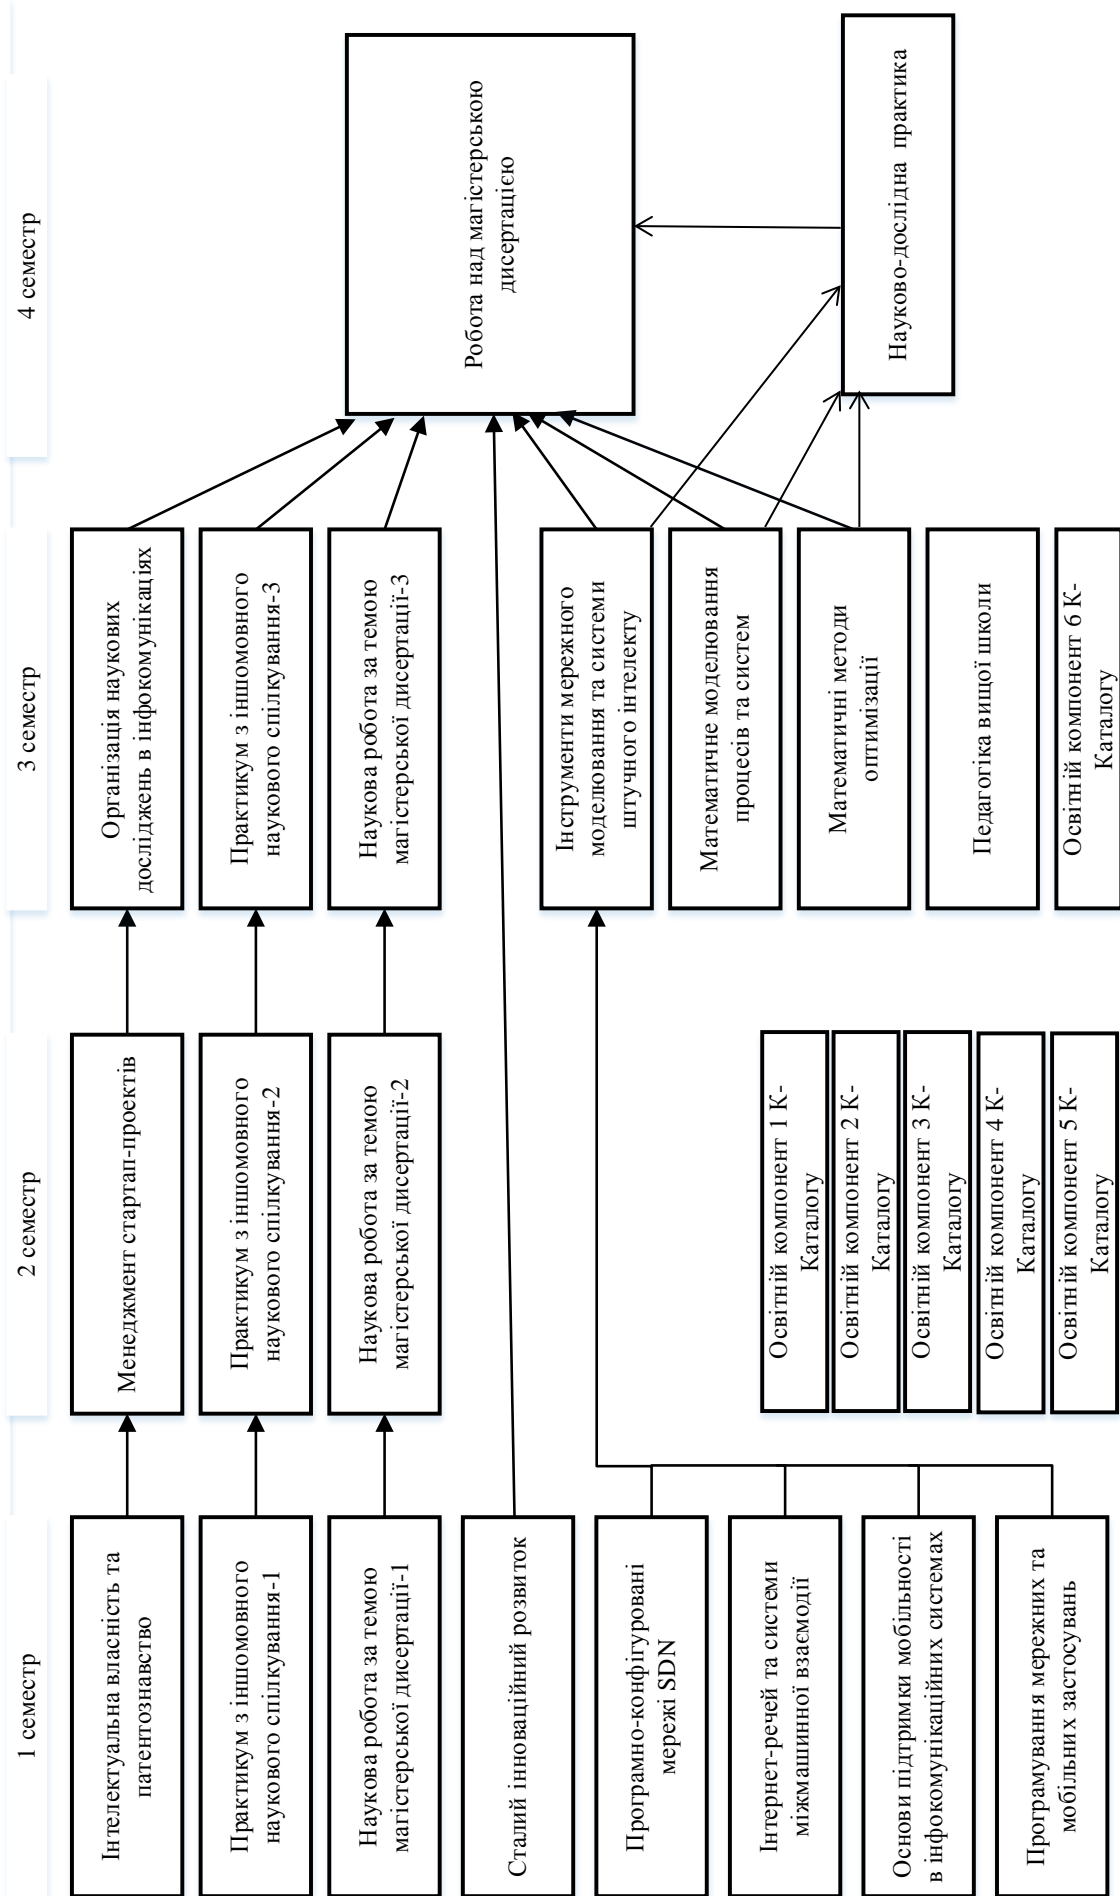 1 семестр
2 семестр
3 семестр
4 семестр
Інтелектуальна власність та
патентознавство
Менеджмент стартап-проектів
Організація наукових
досліджень в інфокомунікаціях
Робота над магістерською
дисертацією
Практикум з іншомовного
наукового спілкування-1
Практикум з іншомовного
наукового спілкування-2
Практикум з іншомовного
наукового спілкування-3
Наукова робота за темою
магістерської дисертації-1
Наукова робота за темою
магістерської дисертації-2
Наукова робота за темою
магістерської дисертації-3
Сталий інноваційний розвиток
Програмно-конфігуровані
мережі SDN
Інструменти мережного
моделювання та системи
штучного інтелекту
Інтернет-речей та системи
міжмашинної взаємодії
Освітній компонент 1 К-
Каталогу
Математичне моделювання
процесів та систем
Основи підтримки мобільності
в інфокомунікаційних системах
Освітній компонент 2 К-
Каталогу
Освітній компонент 3 К-
Каталогу
Математичні методи
оптимізації
Науково-дослідна практика
Програмування мережних та
мобільних застосувань
Освітній компонент 4 К-
Каталогу
Освітній компонент 5 К-
Каталогу
Педагогіка вищої школи
Освітній компонент 6 К-
Каталогу